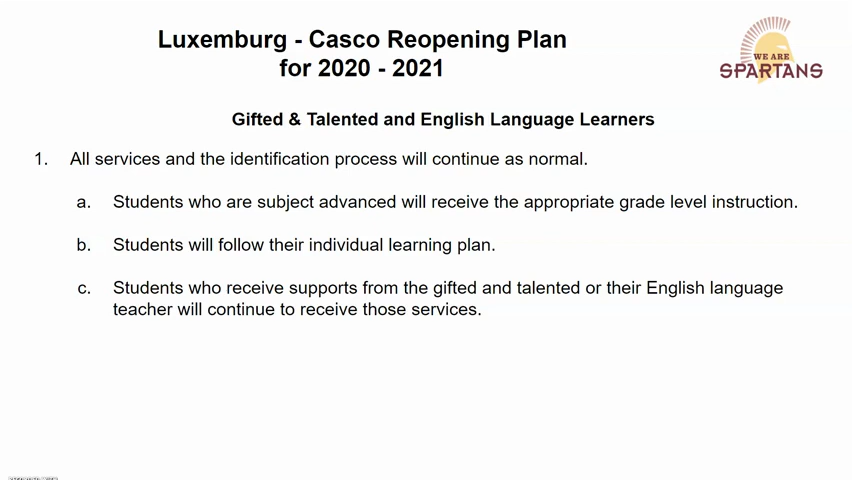 Luxemburg - Casco Reopening Plan
for 2020 - 2021
WE ARE
SPARTANS
Gifted & Talented and English Language Learners
1. All services and the identification process will continue as normal.
a. Students who are subject advanced will receive the appropriate grade level instruction.
b. Students will follow their individual learning plan.
c. Students who receive supports from the gifted and talented or their English language
teacher will continue to receive those services.